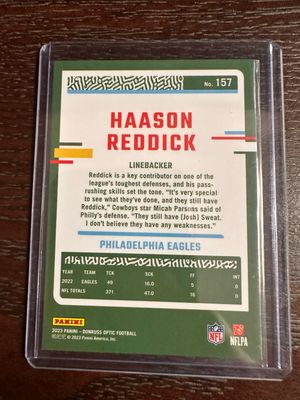 No. 157
HAASON
REDDICK
LINEBACKER
Reddick is a key contributor on one of the
league's toughest defenses, and his pass-
rushing skills set the tone. "It's very special
to see what they've done, and they still have
Reddick," Cowboys star Micah Parsons said of
Philly's defense. "They still have (Josh) Sweat.
I don't believe they have any weaknesses."
PHILADELPHIA EAGLES
YEAR TEAM TCK SCK FF INT
2022 EAGLES 49 16.0 5 0
NFL TOTALS 371 47.0 0
PANINI
2023 PANINI - DONRUSS OPTIC FOOTBALL
© 2023 Panini America, Inc.
NFL
NFLPA